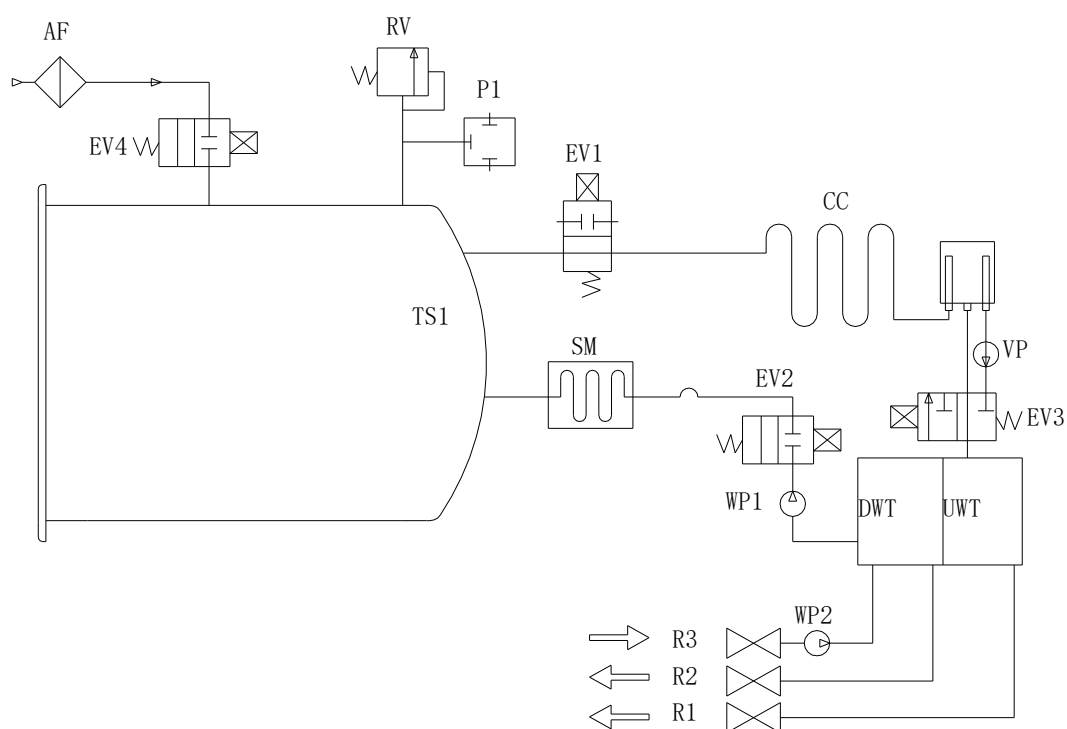 AF
RV
P1
EV4
EV1
CC
TS1
SM
VP
EV2
EV3
WP1
DWT
UWT
WP2
R3
R2
R1